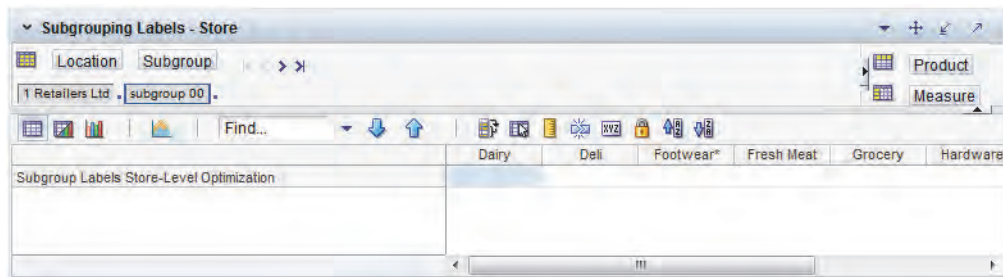 Subgrouping Labels - Store
Location Subgroup
Product
1 Retailers Ltd . subgroup 00 .
Measure
Find...
XYZ
Dairy Deli Footwear* Fresh Meat Grocery Hardware
Subgroup Labels Store-Level Optimization